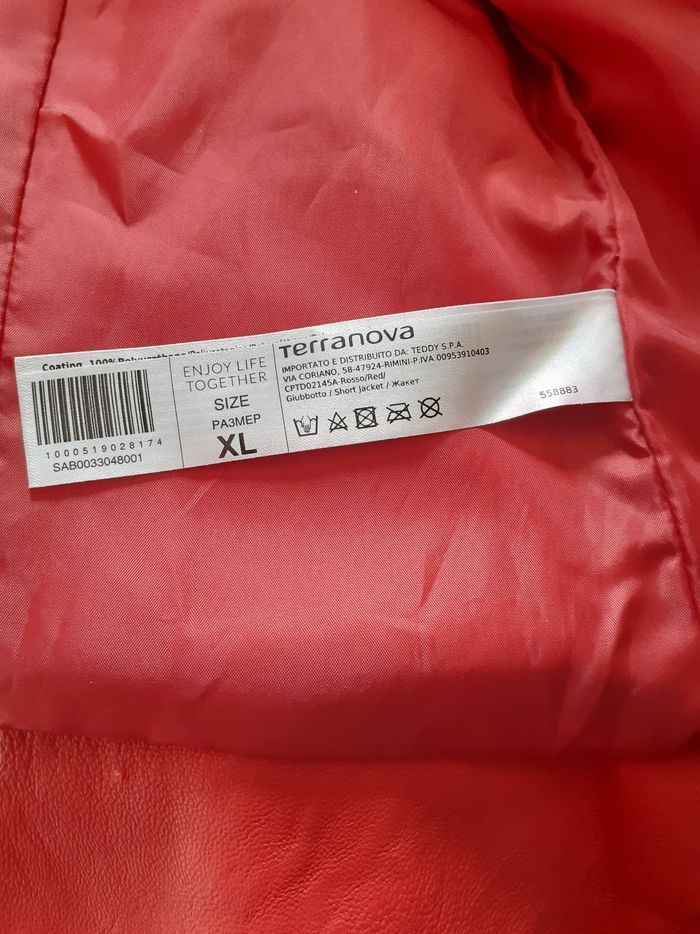 Coating 100% Polyurethane/
1000519028174
SAB0033048001
ENJOY LIFE
TOGETHER
SIZE
РАЗМЕР
XL
Terranova
IMPORTATO E DISTRIBUITO DA: TEDDY S.P.A.
VIA CORIANO, 58-47924-RIMINI-P.IVA 00953910403
CPTD02145A-Rosso/Red/
Giubbotto / Short Jacket / Жакет
558883